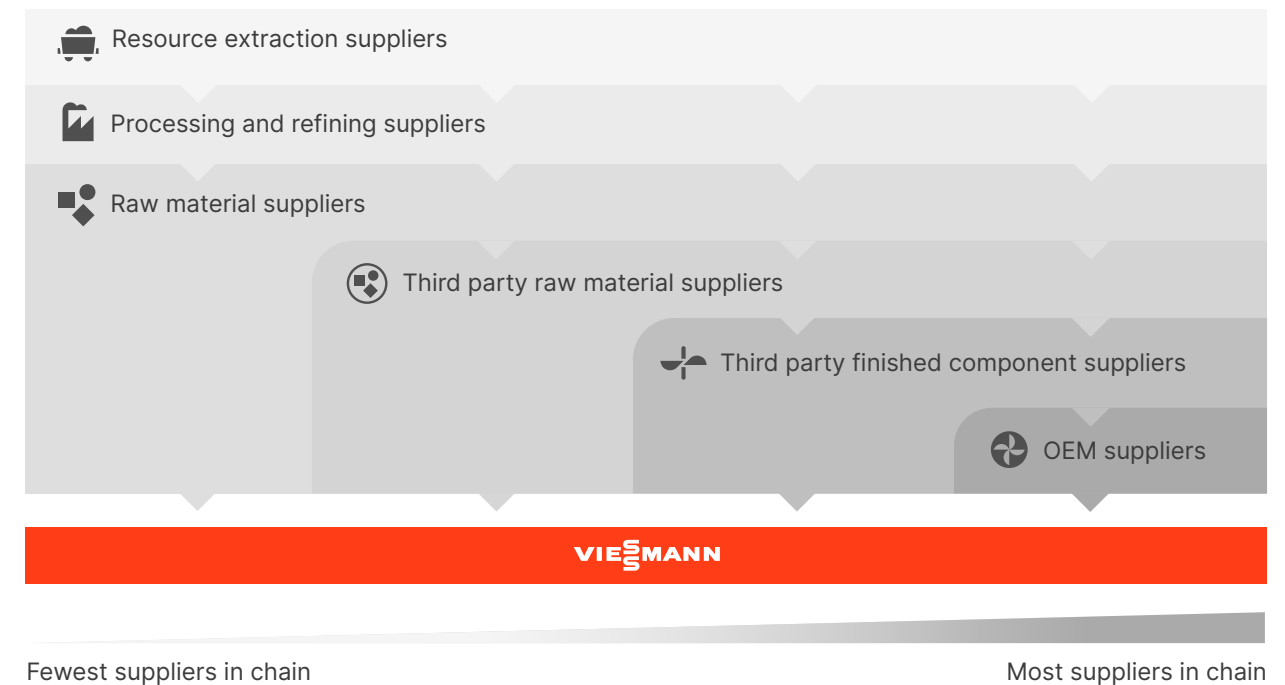 Resource extraction suppliers
Processing and refining suppliers
Raw material suppliers
Third party raw material suppliers
Third party finished component suppliers
OEM suppliers
VIESSMANN
Fewest suppliers in chain
Most suppliers in chain